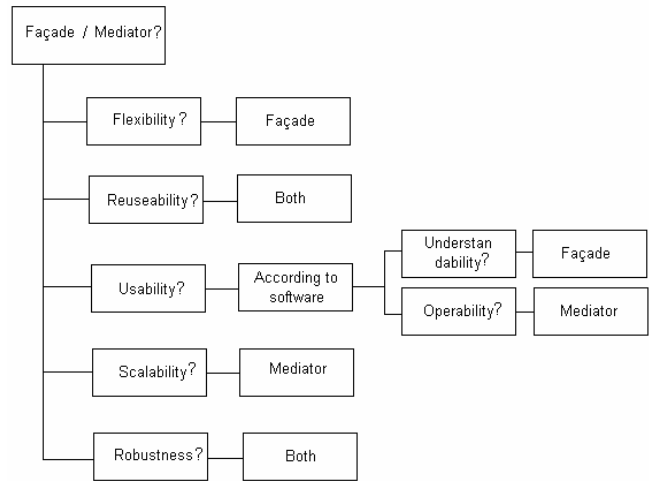 Façade / Mediator?
Flexibility?
Façade
Reuseability?
Both
Usability?
According to
software
Understan
dability?
Façade
Operability?
Mediator
Scalability?
Mediator
Robustness?
Both